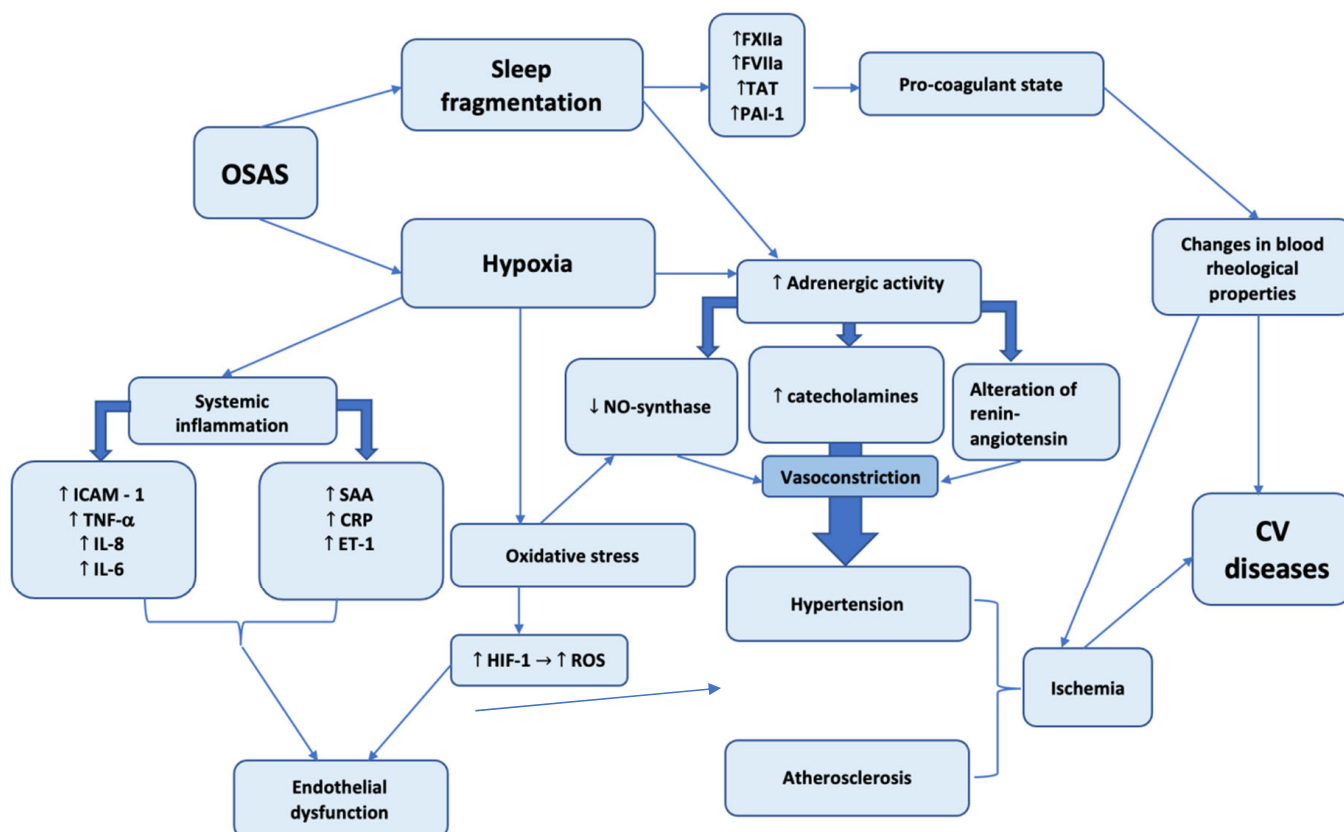 Sleep
fragmentation
↑FXIIa
↑FVIIa
↑TAT
↑PAI-1
Pro-coagulant state
OSAS
Hypoxia
↑ Adrenergic activity
Changes in blood
rheological
properties
Systemic
inflammation
↓ NO-synthase
↑ catecholamines
Alteration of
renin-
angiotensin
Vasoconstriction
↑ ICAM - 1
↑ TNF-α
↑ IL-8
↑ IL-6
↑ SAA
↑ CRP
↑ ET-1
Oxidative stress
CV
diseases
Hypertension
↑ HIF-1 → ↑ ROS
Ischemia
Atherosclerosis
Endothelial
dysfunction